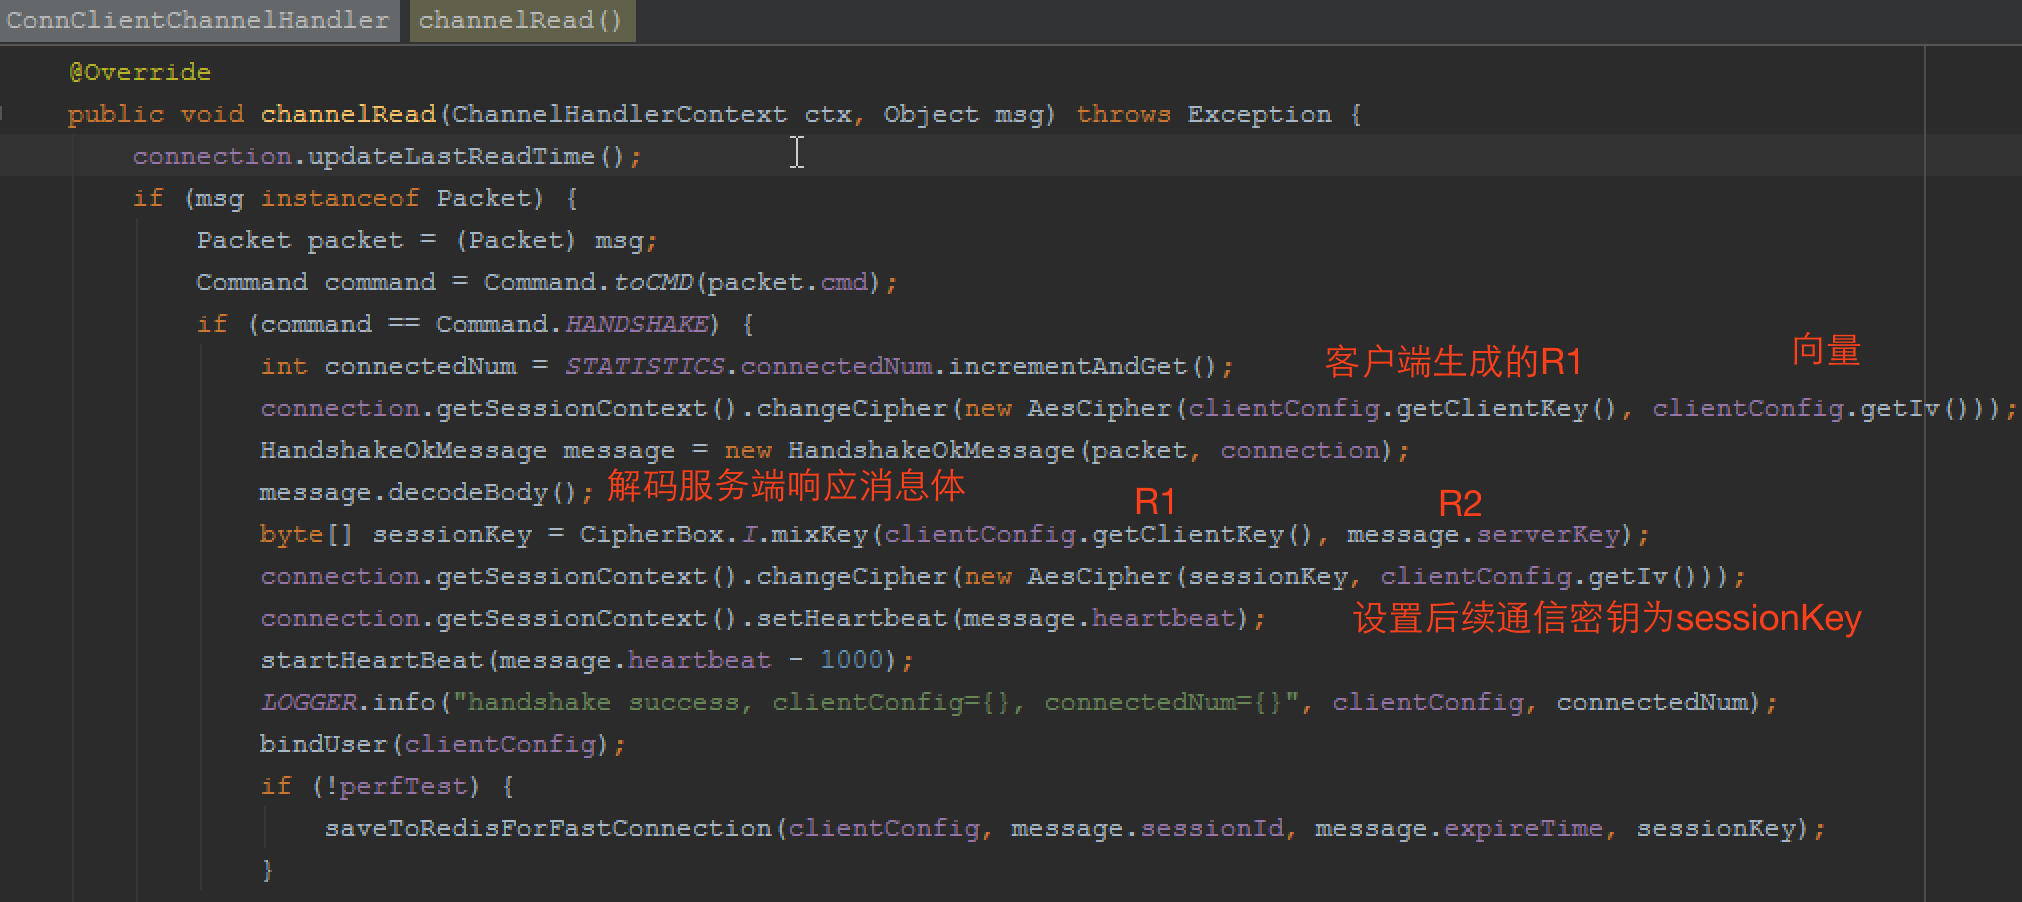 ConnClientChannelHandler channelRead()
@Override
public void channelRead(ChannelHandlerContext ctx, Object msg) throws Exception {
connection.updateLastReadTime();
if (msg instanceof Packet) {
Packet packet = (Packet) msg;
Command command = Command.toCMD(packet.cmd);
if (command == Command.HANDSHAKE) {
客户端生成的R1 向量
int connectedNum = STATISTICS.connectedNum.incrementAndGet();
connection.getSessionContext().changeCipher(new AesCipher(clientConfig.getClientKey(), clientConfig.getIv()));
HandshakeOkMessage message = new HandshakeOkMessage(packet, connection);
message.decodeBody(); 解码服务端响应消息体
R1 R2
byte[] sessionKey = CipherBox.I.mixKey(clientConfig.getClientKey(), message.serverKey);
connection.getSessionContext().changeCipher(new AesCipher(sessionKey, clientConfig.getIv()));
connection.getSessionContext().setHeartbeat(message.heartbeat); 设置后续通信密钥为sessionKey
startHeartBeat(message.heartbeat - 1000);
LOGGER.info("handshake success, clientConfig={}, connectedNum={}", clientConfig, connectedNum);
bindUser(clientConfig);
if (!perfTest) {
saveToRedisForFastConnection(clientConfig, message.sessionId, message.expireTime, sessionKey);
}